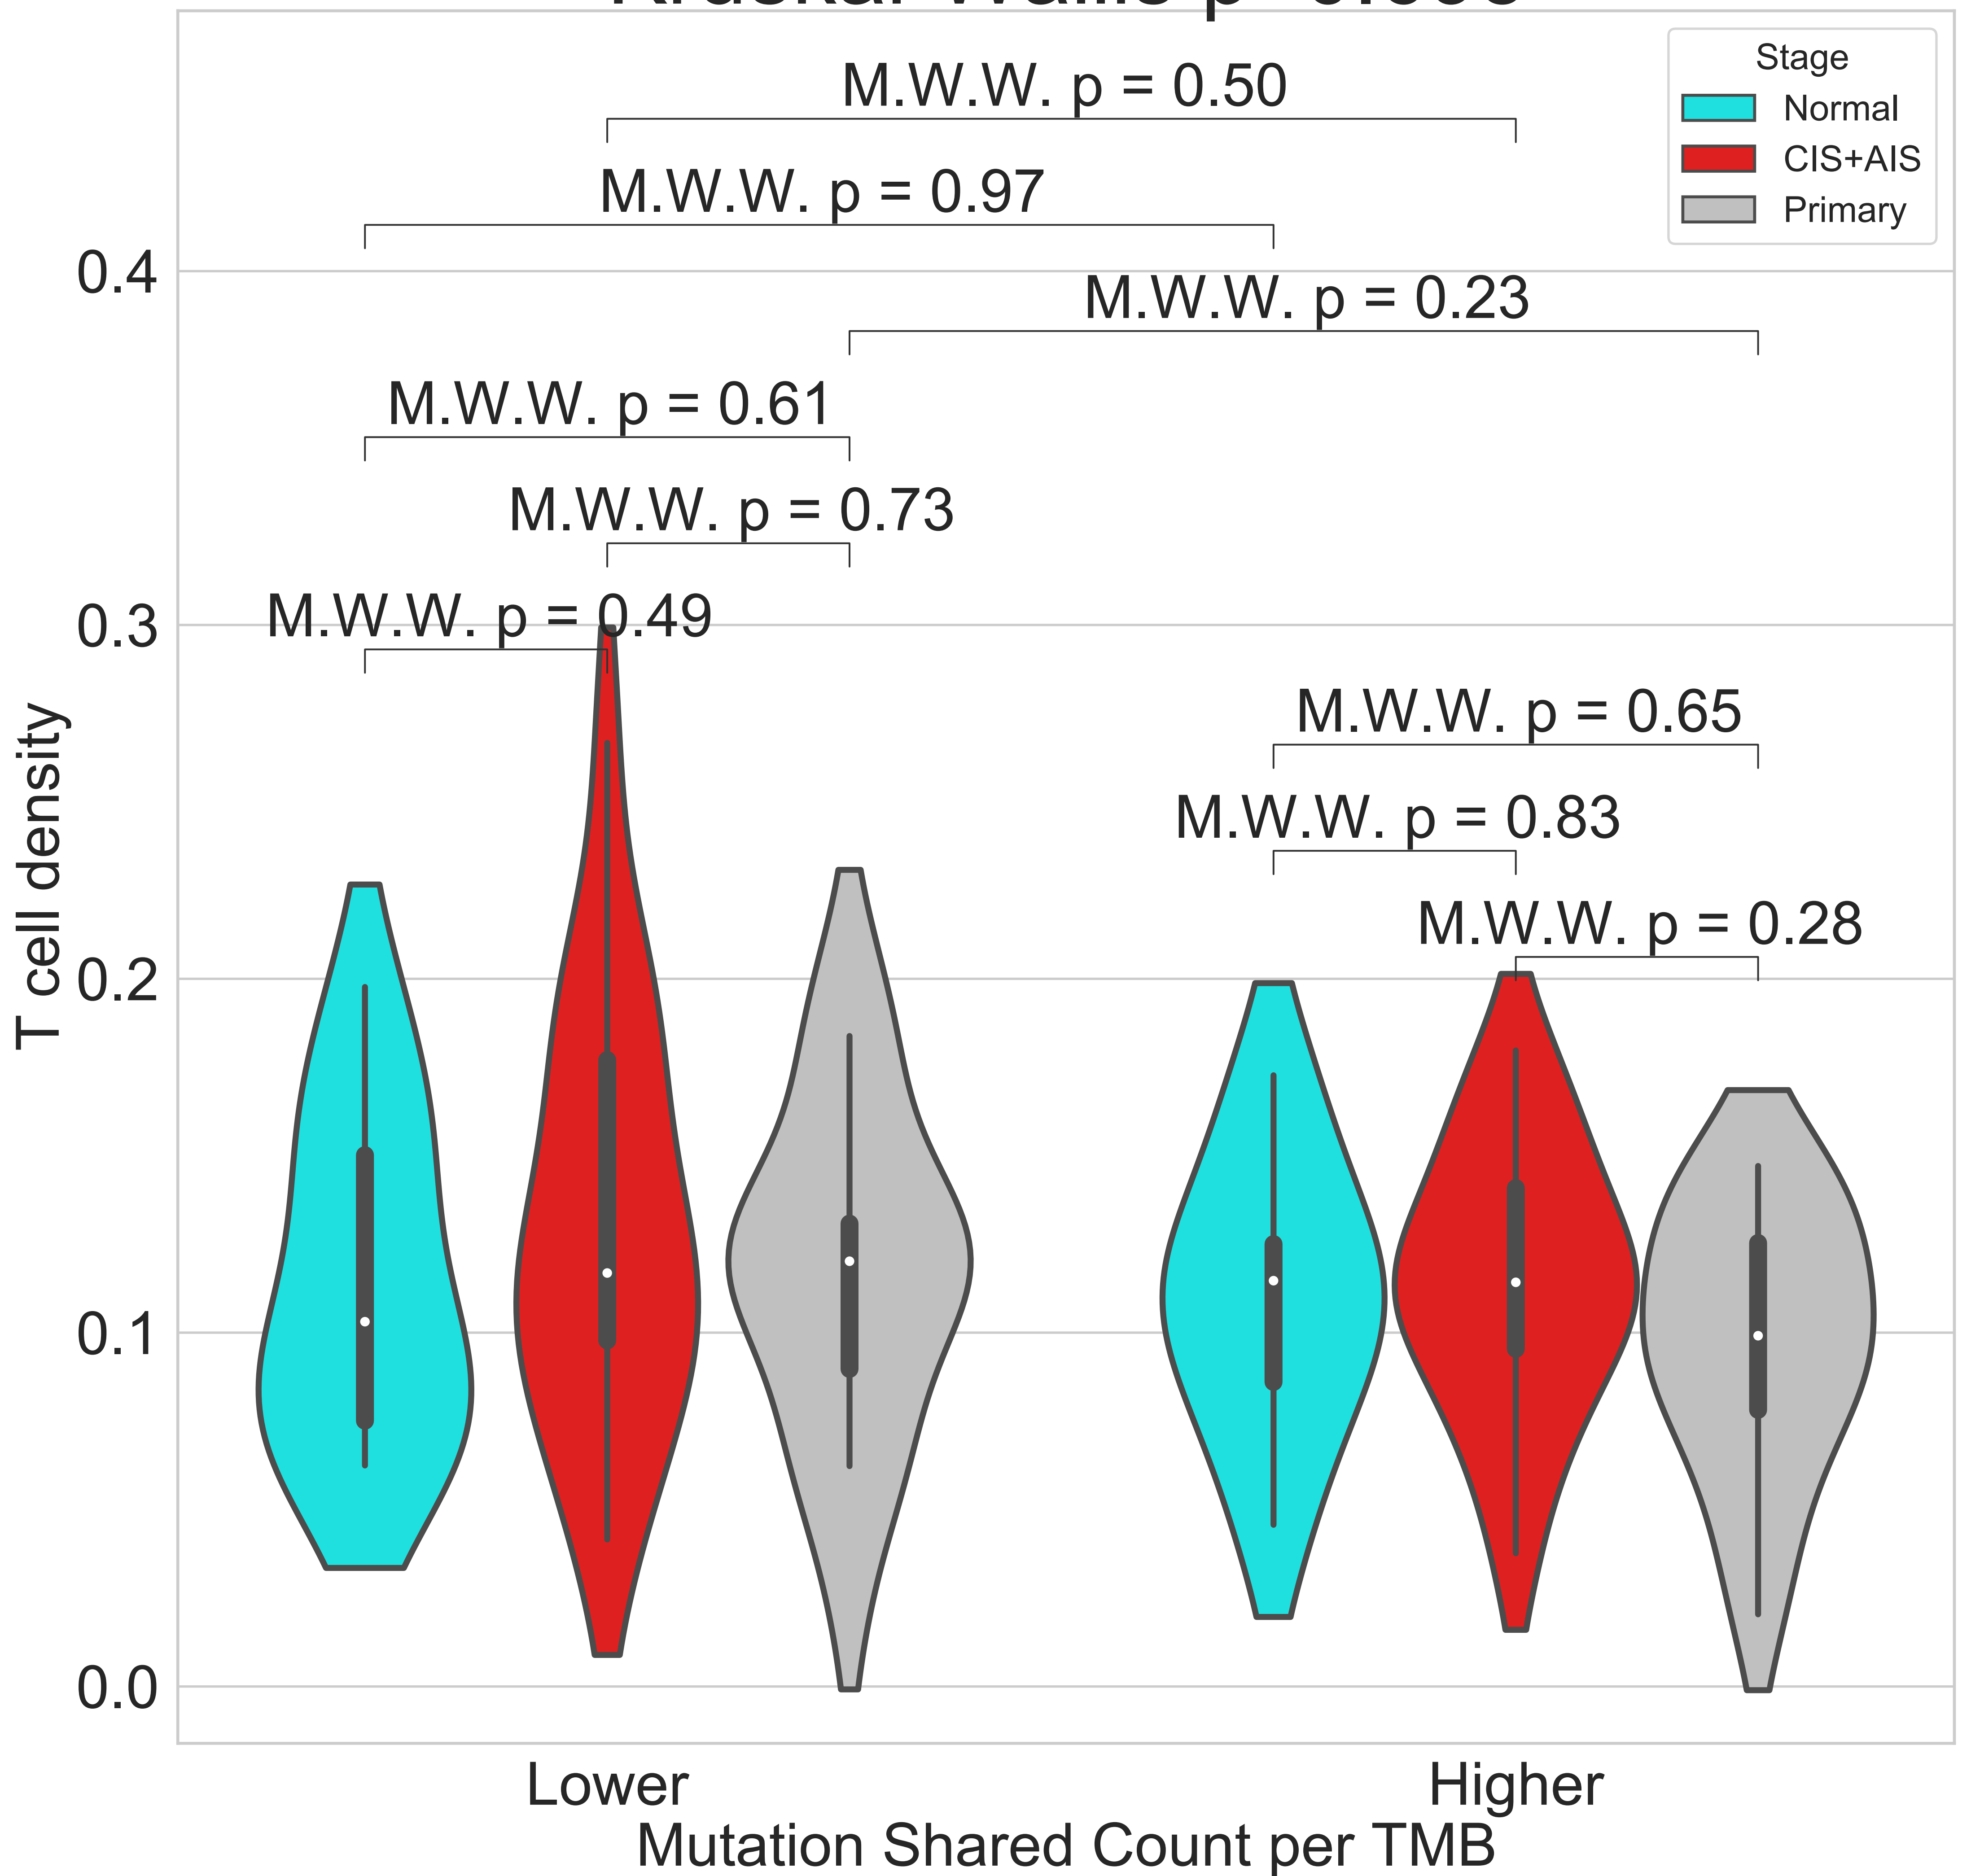 Stage
Normal
CIS+AIS
Primary
M.W.W. p = 0.50
M.W.W. p = 0.97
M.W.W. p = 0.23
M.W.W. p = 0.61
M.W.W. p = 0.73
M.W.W. p = 0.49
M.W.W. p = 0.65
M.W.W. p = 0.83
M.W.W. p = 0.28
0.4
0.3
0.2
0.1
0.0
T cell density
Lower
Higher
Mutation Shared Count per TMB